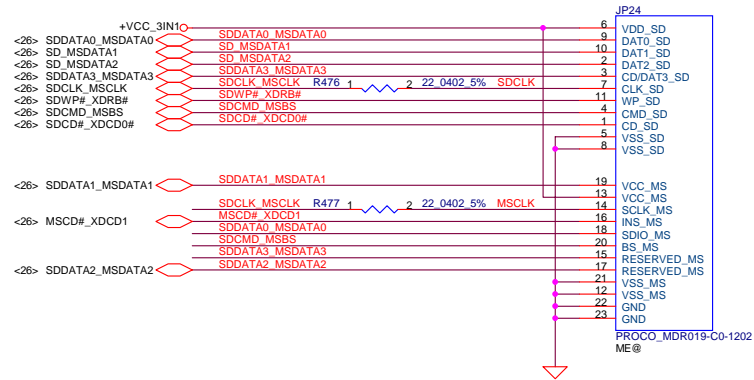 JP24
+VCC_3IN1 6 VDD_SD
<26> SDDATA0_MSDATA0 SDDATA0_MSDATA0 9 DAT0_SD
<26> SD_MSDATA1 SD_MSDATA1 10 DAT1_SD
<26> SD_MSDATA2 SD_MSDATA2 2 DAT2_SD
<26> SDDATA3_MSDATA3 SDDATA3_MSDATA3 3 CD/DAT3_SD
<26> SDCLK_MSCLK SDCLK_MSCLK R476 1 2 22_0402_5% SDCLK 7 CLK_SD
<26> SDWP#_XDRB# SDWP#_XDRB# 11 WP_SD
<26> SDCMD_MSBS SDCMD_MSBS 4 CMD_SD
<26> SDCD#_XDCD0# SDCD#_XDCD0# 1 CD_SD
5 VSS_SD
8 VSS_SD
<26> SDDATA1_MSDATA1 SDDATA1_MSDATA1 19 VCC_MS
13 VCC_MS
SDCLK_MSCLK R477 1 2 22_0402_5% MSCLK 14 SCLK_MS
<26> MSCD#_XDCD1 MSCD#_XDCD1 16 INS_MS
SDDATA0_MSDATA0 18 SDIO_MS
SDCMD_MSBS 20 BS_MS
SDDATA3_MSDATA3 15 RESERVED_MS
<26> SDDATA2_MSDATA2 SDDATA2_MSDATA2 17 RESERVED_MS
21 VSS_MS
12 VSS_MS
22 GND
23 GND
PROCO_MDR019-C0-1202
ME@